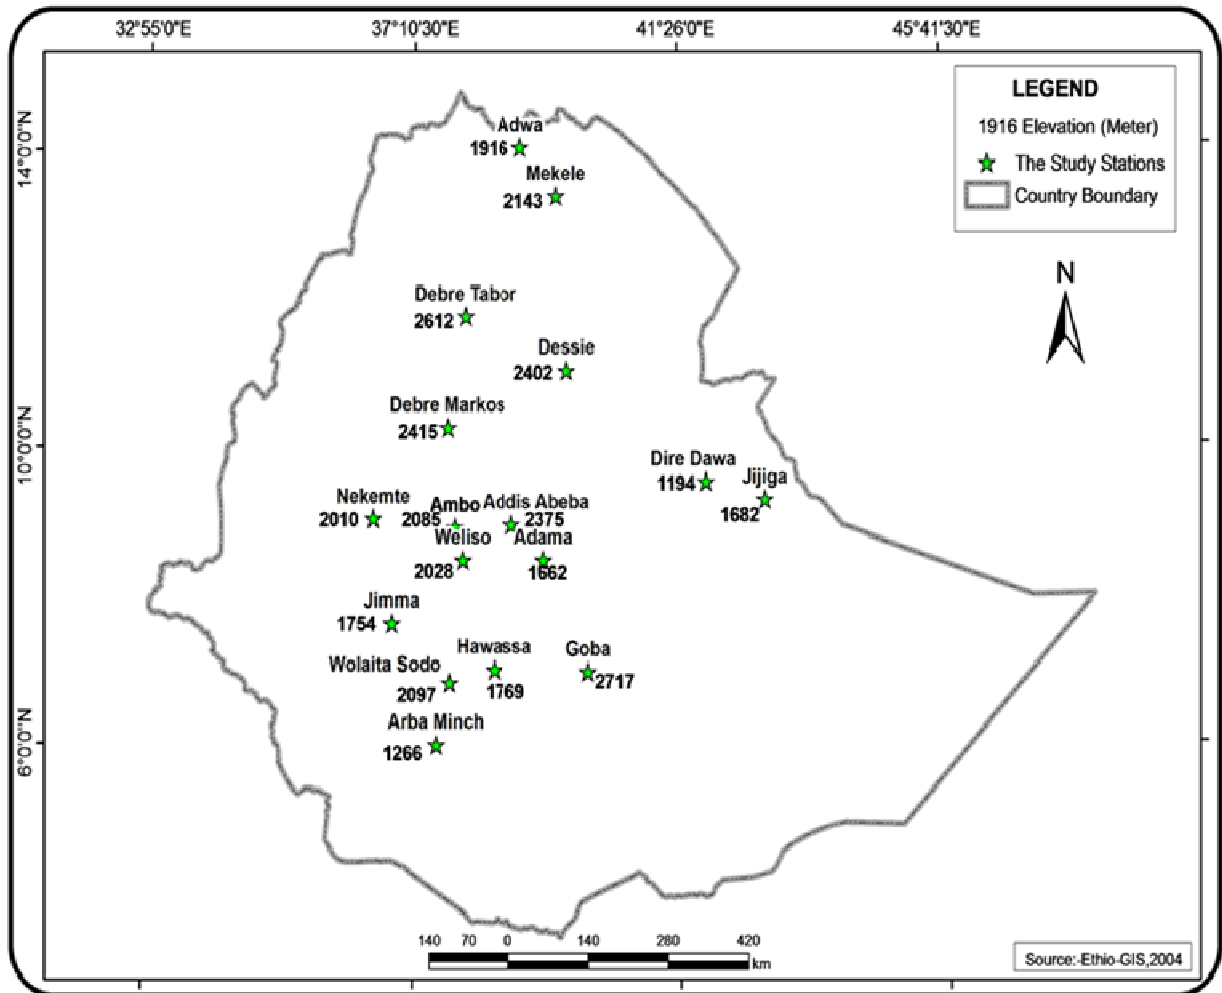 32°55'0"E 37°10'30"E 41°26'0"E 45°41'30"E
14°0'0"N
10°0'0"N
6°0'0"N
LEGEND
1916 Elevation (Meter)
The Study Stations
Country Boundary
N
Adwa
1916
Mekele
2143
Debre Tabor
2612
Dessie
2402
Debre Markos
2415
Dire Dawa
1194
Jijiga
1682
Nekemte
2010
Ambo
2085
Addis Abeba
2375
Weliso
2028
Adama
1662
Jimma
1754
Hawassa
1769
Goba
2717
Wolaita Sodo
2097
Arba Minch
1266
140 70 0 140 280 420
km
Source:-Ethio-GIS,2004